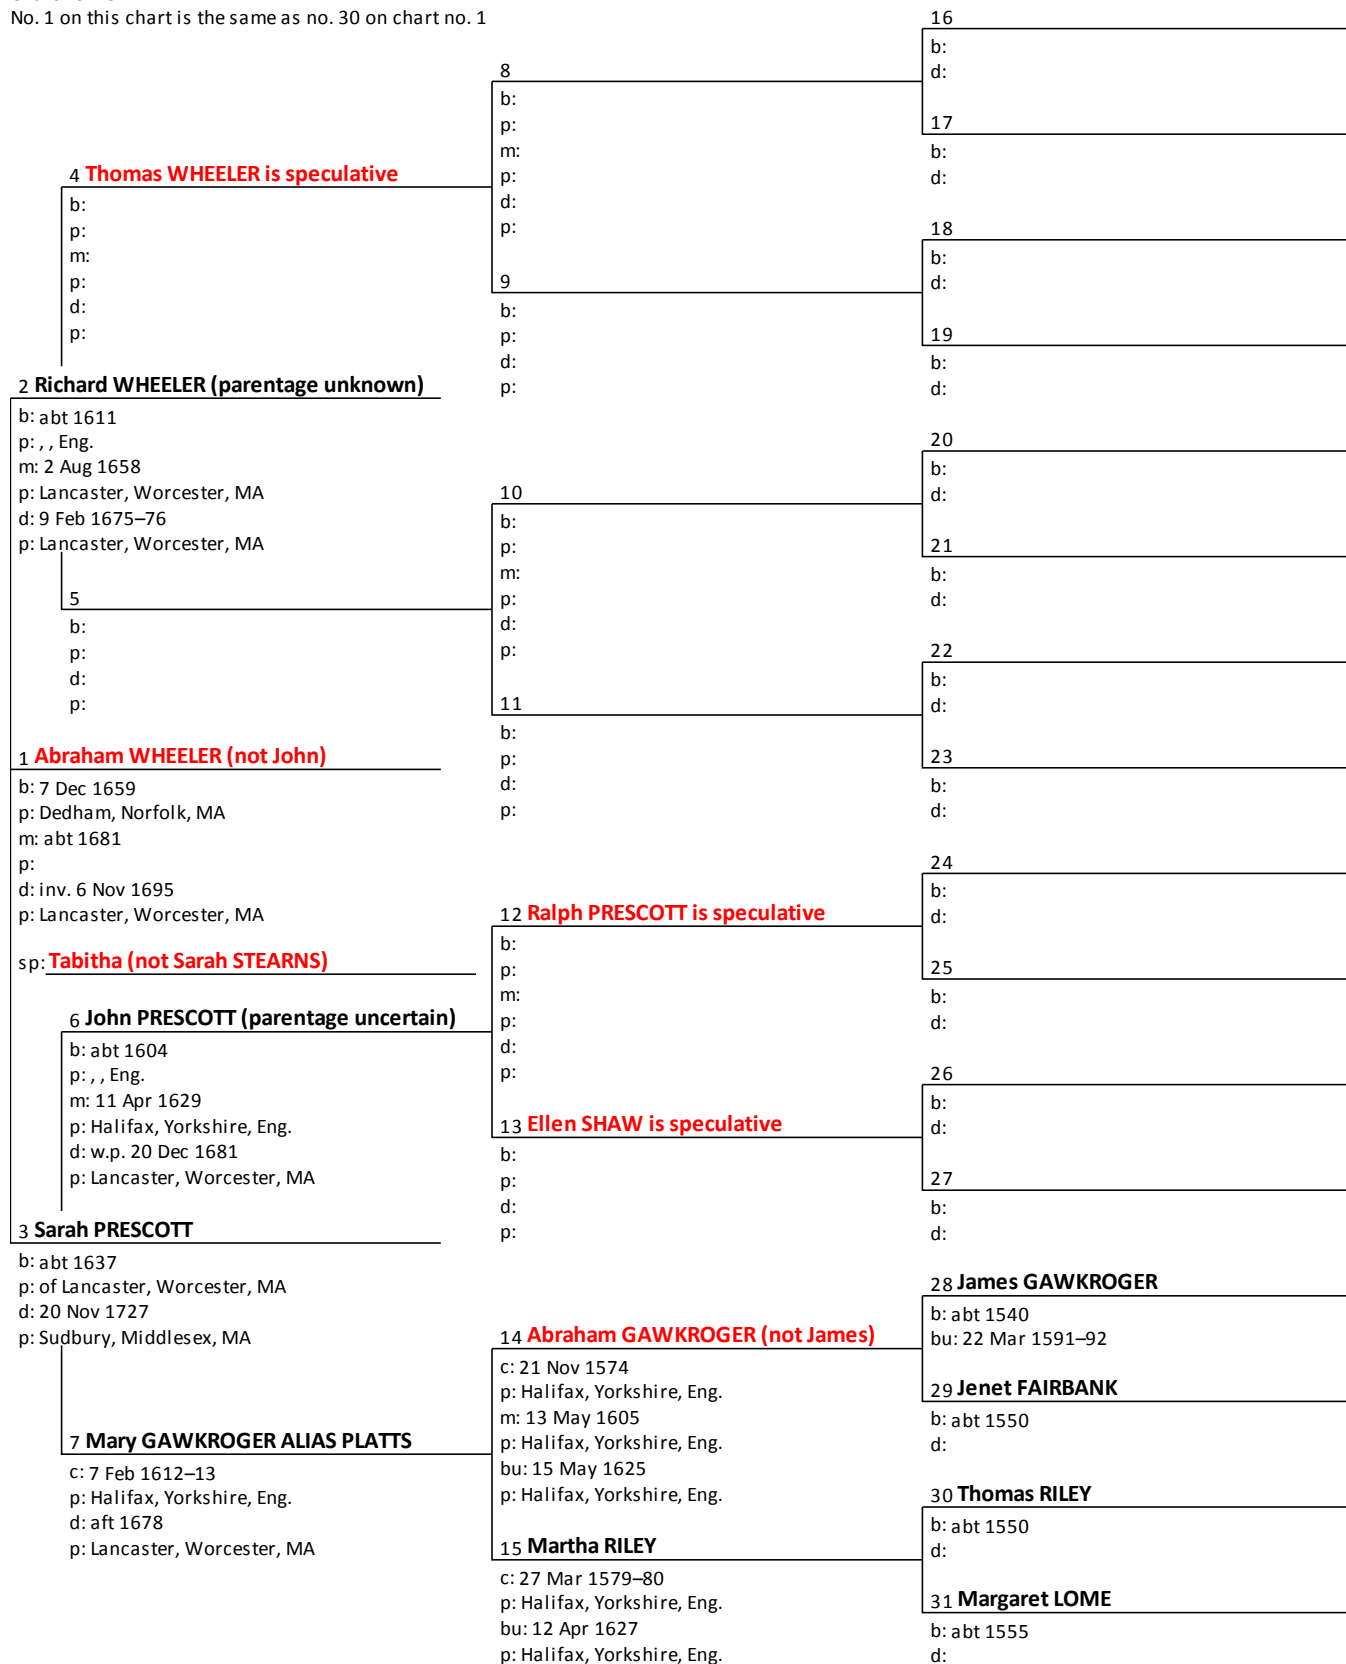 No. 1 on this chart is the same as no. 30 on chart no. 1
16
b:
d:
8
b:
p:
m:
p:
d:
p:
17
b:
d:
4 Thomas WHEELER is speculative
b:
p:
m:
p:
d:
p:
18
b:
d:
9
b:
p:
d:
p:
19
b:
d:
2 Richard WHEELER (parentage unknown)
b: abt 1611
p: , , Eng.
m: 2 Aug 1658
p: Lancaster, Worcester, MA
d: 9 Feb 1675–76
p: Lancaster, Worcester, MA
20
b:
d:
10
b:
p:
m:
p:
d:
p:
21
b:
d:
5
b:
p:
d:
p:
22
b:
d:
11
b:
p:
d:
p:
23
b:
d:
1 Abraham WHEELER (not John)
b: 7 Dec 1659
p: Dedham, Norfolk, MA
m: abt 1681
p:
d: inv. 6 Nov 1695
p: Lancaster, Worcester, MA
sp: Tabitha (not Sarah STEARNS)
24
b:
d:
12 Ralph PRESCOTT is speculative
b:
p:
m:
p:
d:
p:
25
b:
d:
6 John PRESCOTT (parentage uncertain)
b: abt 1604
p: , , Eng.
m: 11 Apr 1629
p: Halifax, Yorkshire, Eng.
d: w.p. 20 Dec 1681
p: Lancaster, Worcester, MA
26
b:
d:
13 Ellen SHAW is speculative
b:
p:
d:
p:
27
b:
d:
3 Sarah PRESCOTT
b: abt 1637
p: of Lancaster, Worcester, MA
d: 20 Nov 1727
p: Sudbury, Middlesex, MA
28 James GAWKROGER
b: abt 1540
bu: 22 Mar 1591–92
14 Abraham GAWKROGER (not James)
c: 21 Nov 1574
p: Halifax, Yorkshire, Eng.
m: 13 May 1605
p: Halifax, Yorkshire, Eng.
bu: 15 May 1625
p: Halifax, Yorkshire, Eng.
29 Jenet FAIRBANK
b: abt 1550
d:
7 Mary GAWKROGER ALIAS PLATTS
c: 7 Feb 1612–13
p: Halifax, Yorkshire, Eng.
d: aft 1678
p: Lancaster, Worcester, MA
30 Thomas RILEY
b: abt 1550
d:
15 Martha RILEY
c: 27 Mar 1579–80
p: Halifax, Yorkshire, Eng.
bu: 12 Apr 1627
p: Halifax, Yorkshire, Eng.
31 Margaret LOME
b: abt 1555
d: